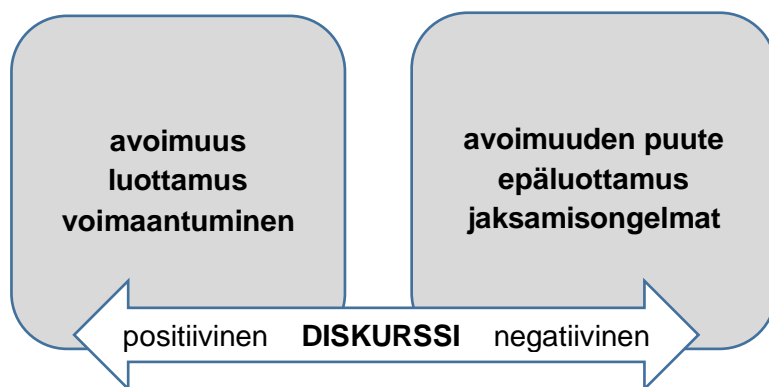 avoimuus
luottamus
voimaantuminen
avoimuuden puute
epäluottamus
jaksamisongelmat
positiivinen DISKURSSI negatiivinen